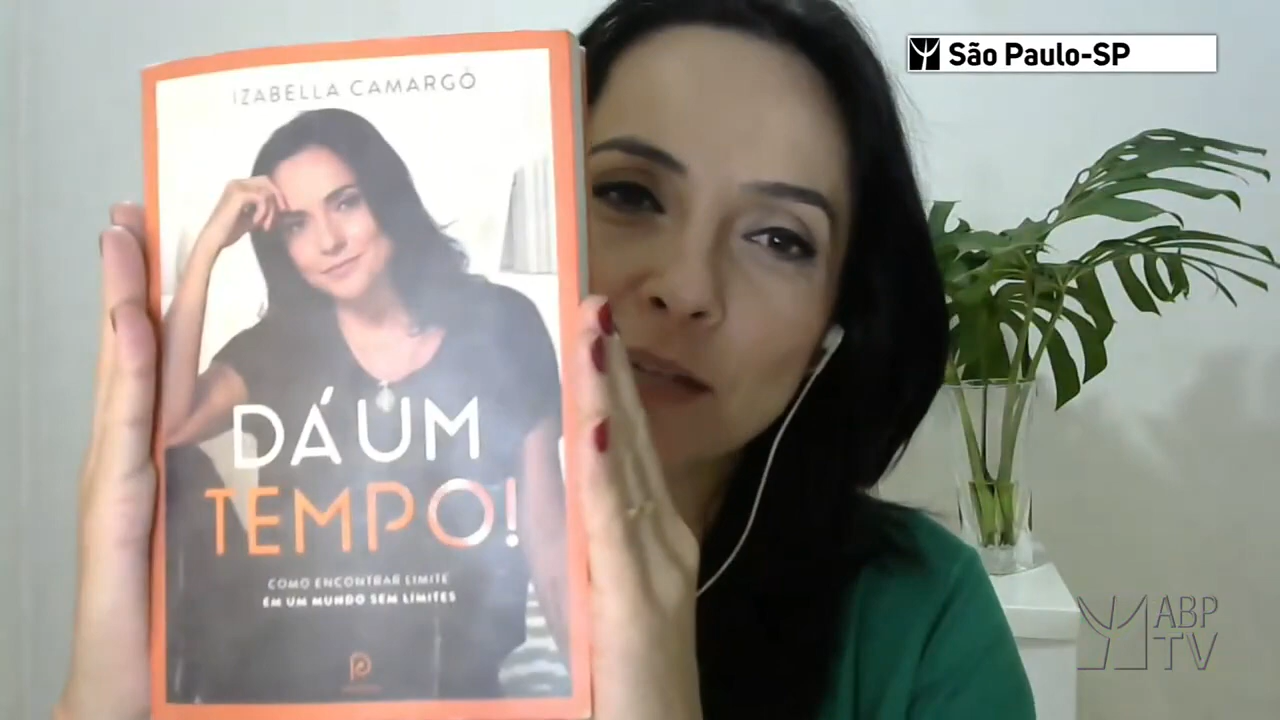 IZABELLA CAMARGO
DÁ UM
TEMPO!
COMO ENCONTRAR LIMITE
EM UM MUNDO SEM LIMITES
São Paulo-SP
ABP
TV